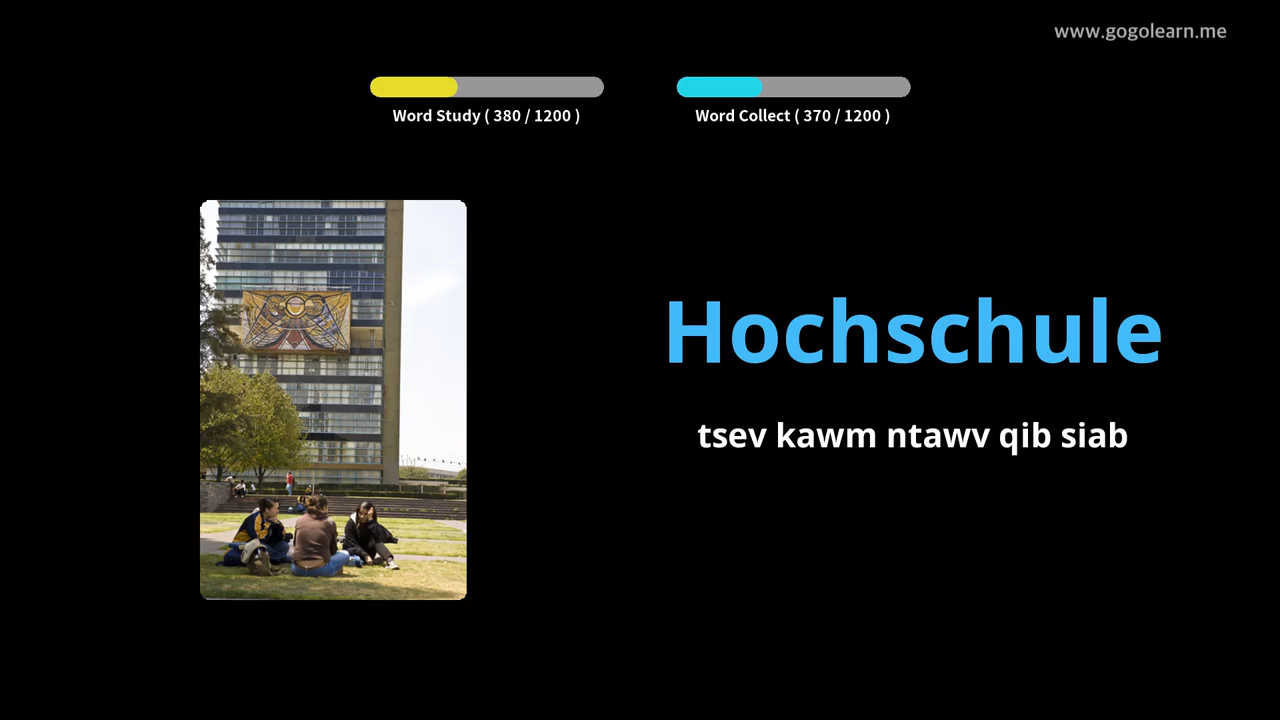 www.gogolearn.me
Word Study ( 380 / 1200 )
Word Collect ( 370 / 1200 )
Hochschule
tsev kawm ntawv qib siab